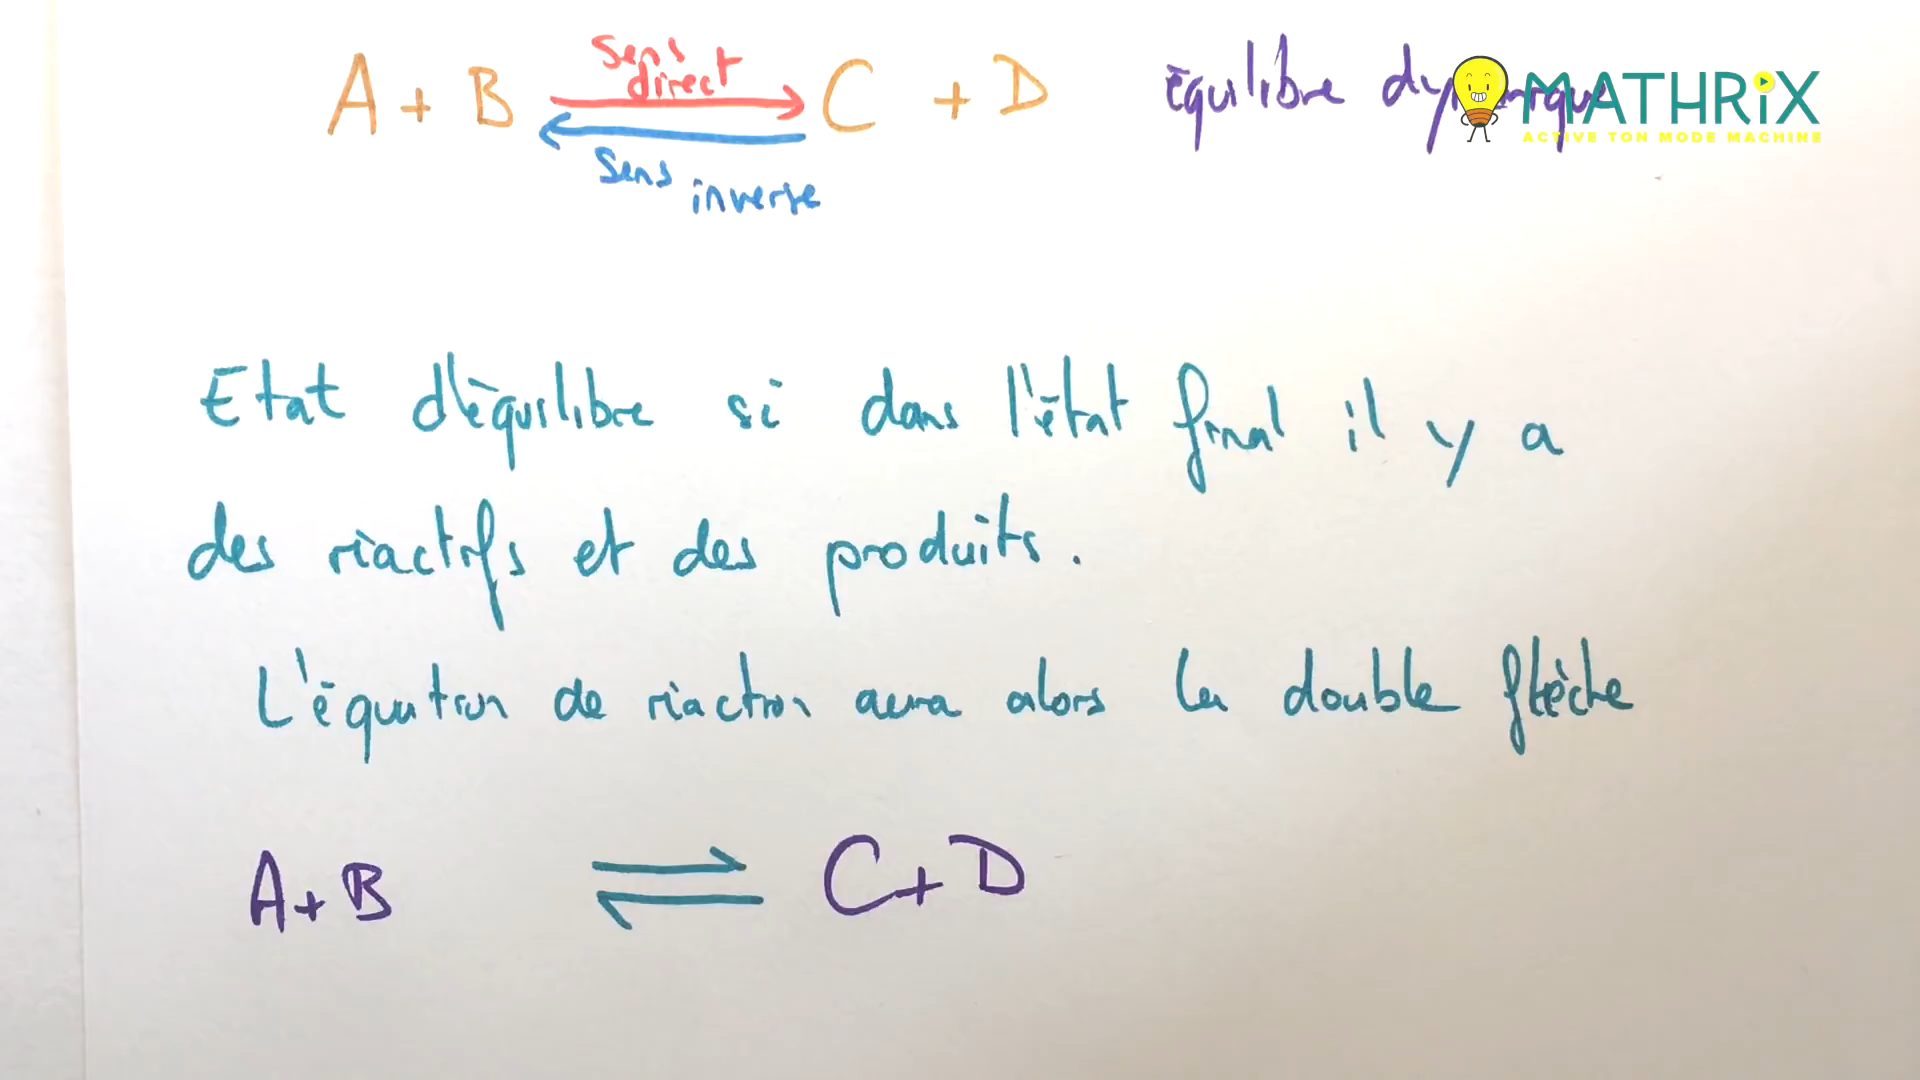 sens direct
A + B ⇄ C + D équilibre dynamique
sens inverse
MATHRIX
ACTIVE TON MODE MACHINE
Etat d'équilibre si dans l'état final il y a
des réactifs et des produits.
L'équation de réaction aura alors la double flèche
A + B ⇌ C + D